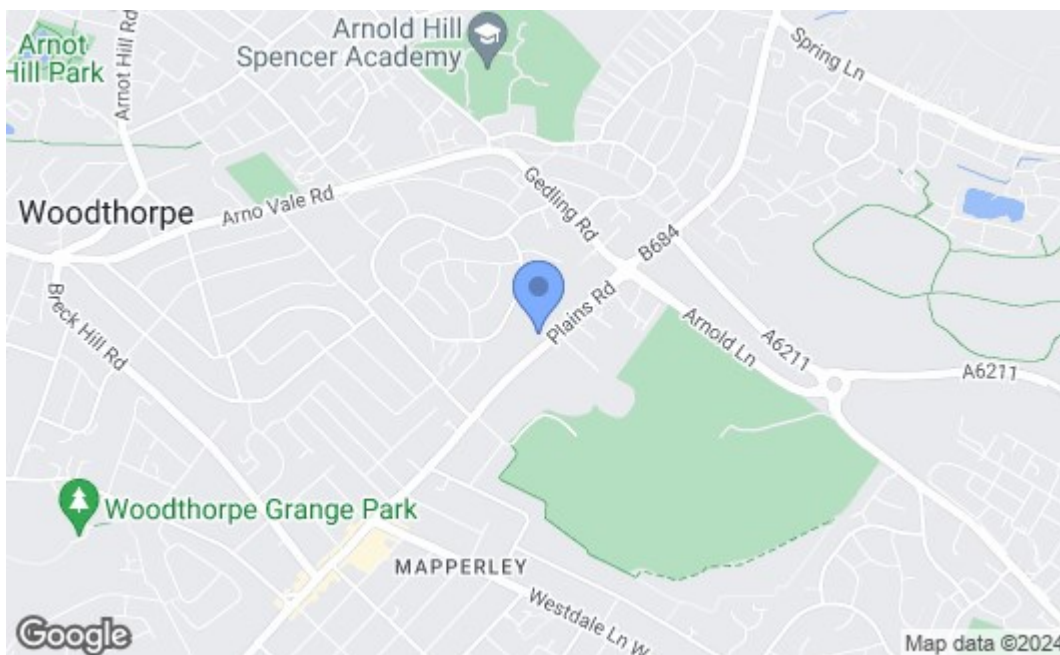 Arnot Hill Rd
Arnot
Hill Park
Arnold Hill
Spencer Academy
Spring Ln
Woodthorpe
Arno Vale Rd
Gedling Rd
B684
Plains Rd
Breck Hill Rd
Arnold Ln
A6211
A6211
Woodthorpe Grange Park
MAPPERLEY
Westdale Ln W
Google
Map data ©2024